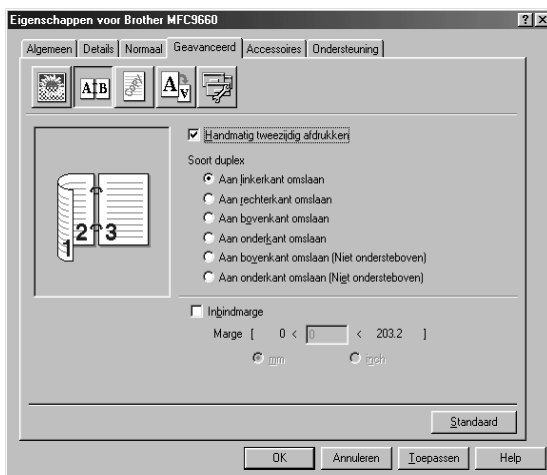 Eigenschappen voor Brother MFC9660
Algemeen Details Normaal Geavanceerd Accessoires Ondersteuning
A B Copy A A
Handmatig tweezijdig afdrukken
Soort duplex
Aan linkerkant omslaan
Aan rechterkant omslaan
Aan bovenkant omslaan
Aan onderkant omslaan
Aan bovenkant omslaan (Niet ondersteboven)
Aan onderkant omslaan (Niet ondersteboven)
1 2 3
Inbindmarge
Marge [ 0 < 0 < 203.2 ]
mm inch
Standaard
OK Annuleren Toepassen Help